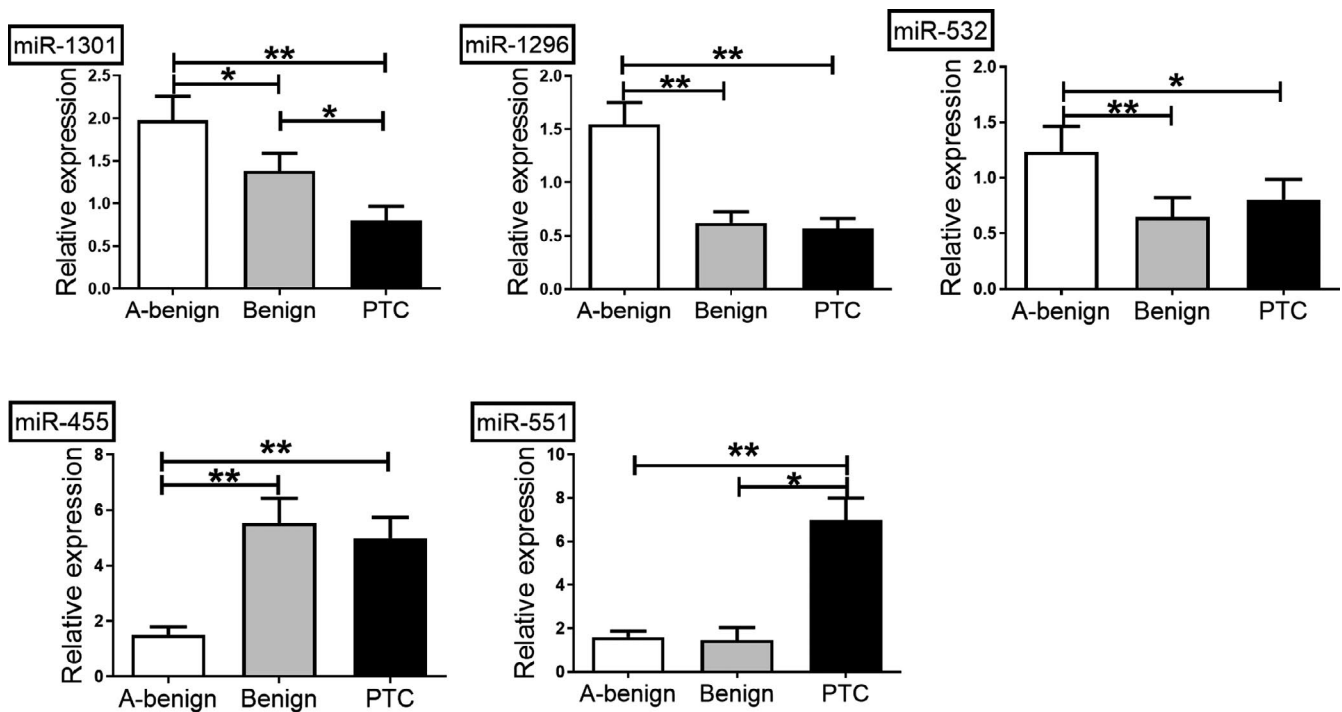 miR-1301
Relative expression
2.5
2.0
1.5
1.0
0.5
0.0
**
*
*
A-benign Benign PTC
miR-1296
Relative expression
2.0
1.5
1.0
0.5
0.0
**
**
A-benign Benign PTC
miR-532
Relative expression
2.0
1.5
1.0
0.5
0.0
*
**
A-benign Benign PTC
miR-455
Relative expression
8
6
4
2
0
**
**
A-benign Benign PTC
miR-551
Relative expression
10
8
6
4
2
0
**
*
A-benign Benign PTC